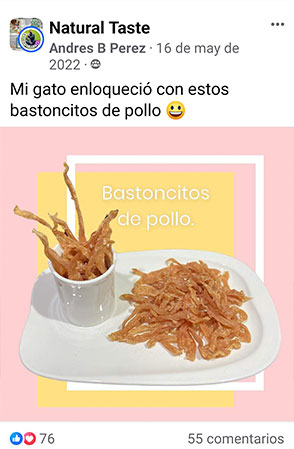 Natural Taste
Andres B Perez · 16 de may de
2022 ·
Mi gato enloqueció con estos
bastoncitos de pollo 😃
Bastoncitos
de pollo.
76
55 comentarios